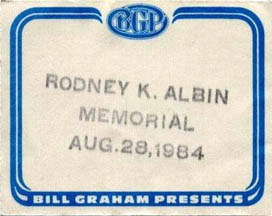 BGP
RODNEY K. ALBIN
MEMORIAL
AUG.28,1984
BILL GRAHAM PRESENTS